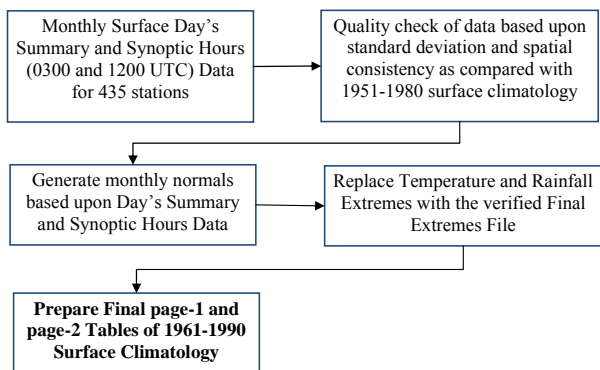 Monthly Surface Day's
Summary and Synoptic Hours
(0300 and 1200 UTC) Data
for 435 stations
Quality check of data based upon
standard deviation and spatial
consistency as compared with
1951-1980 surface climatology
Generate monthly normals
based upon Day's Summary
and Synoptic Hours Data
Replace Temperature and Rainfall
Extremes with the verified Final
Extremes File
Prepare Final page-1 and
page-2 Tables of 1961-1990
Surface Climatology